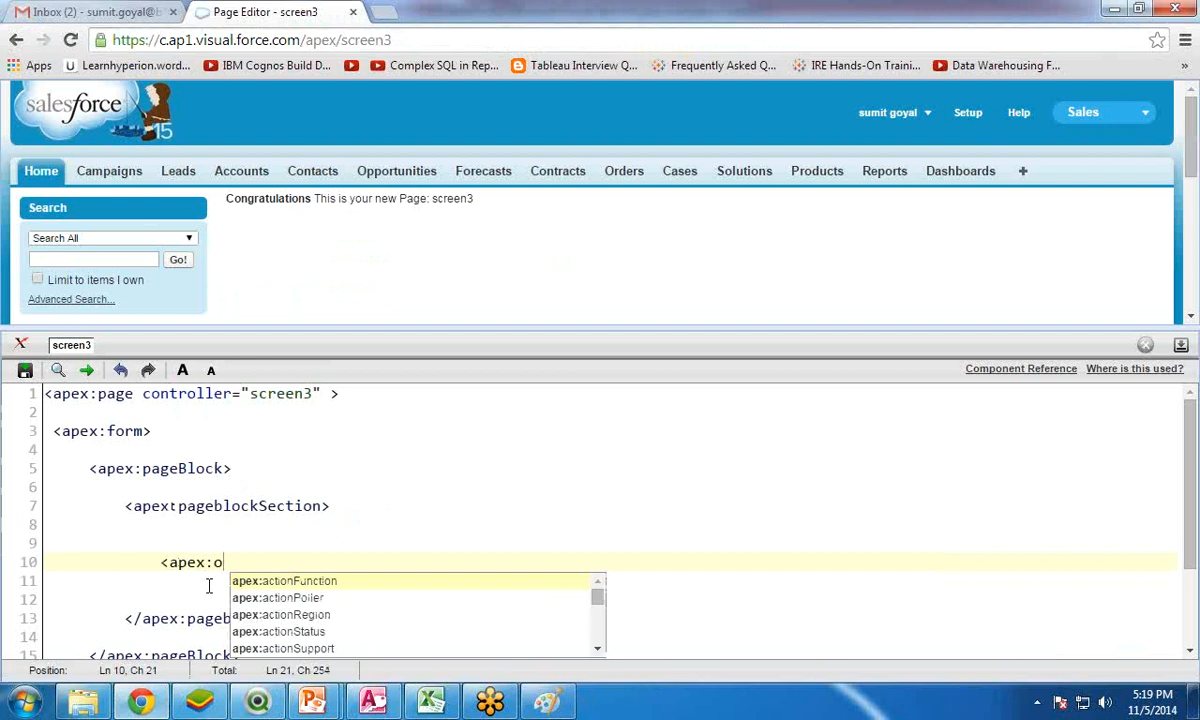 Inbox (2) - sumit.goyal@b
Page Editor - screen3
https://c.ap1.visual.force.com/apex/screen3
Apps
Learnhyperion.word...
IBM Cognos Build D...
Complex SQL in Rep...
Tableau Interview Q...
Frequently Asked Q...
IRE Hands-On Traini...
Data Warehousing F...
»
salesforce
15
sumit goyal
Setup
Help
Sales
Home
Campaigns
Leads
Accounts
Contacts
Opportunities
Forecasts
Contracts
Orders
Cases
Solutions
Products
Reports
Dashboards
+
Search
Search All
Go!
Limit to items I own
Advanced Search...
Congratulations This is your new Page: screen3
screen3
A
A
Component Reference
Where is this used?
1 <apex:page controller="screen3" >
2
3 <apex:form>
4
5 <apex:pageBlock>
6
7 <apex:pageblockSection>
8
9
10 <apex:o
11
12
13 </apex:pageb
14
15 </apex:pageBlock
apex:actionFunction
apex:actionPoller
apex:actionRegion
apex:actionStatus
apex:actionSupport
Position:
Ln 10, Ch 21
Total:
Ln 21, Ch 254
5:19 PM
11/5/2014